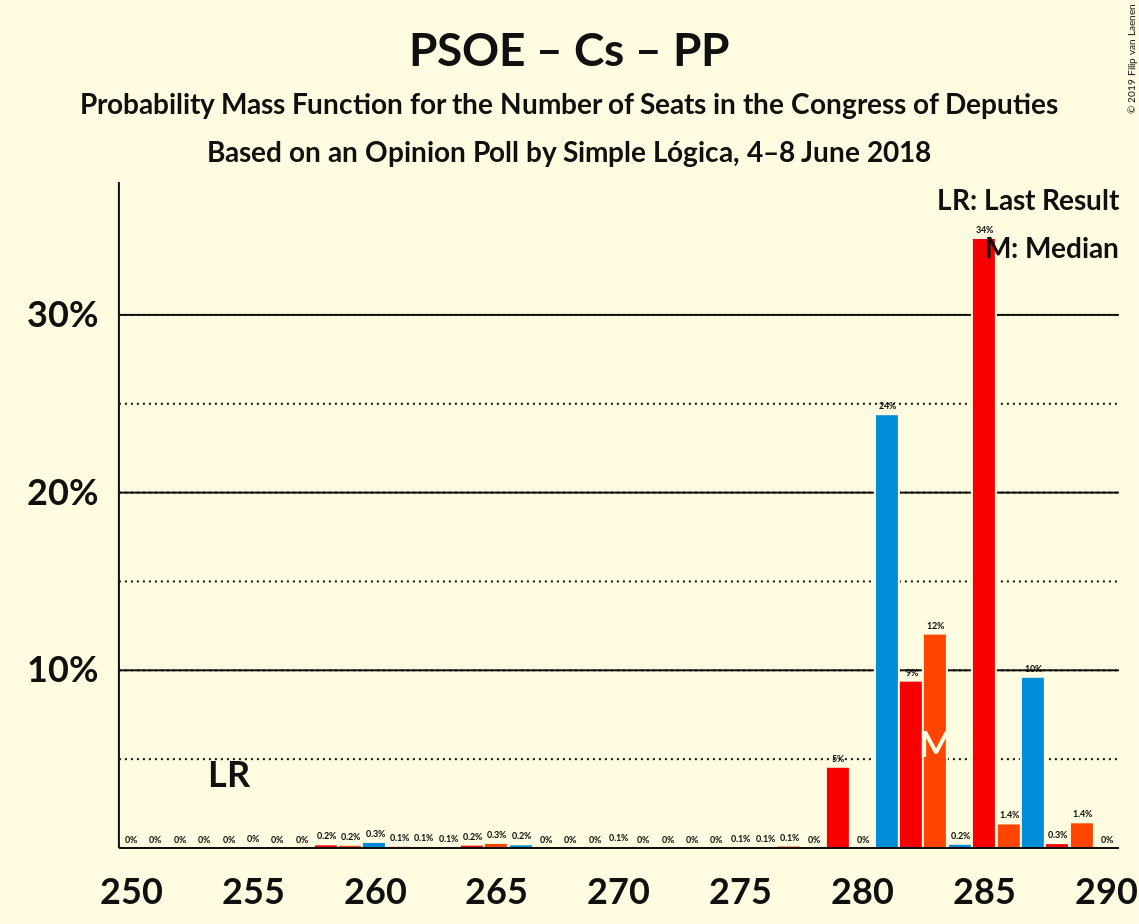 PSOE – Cs – PP
Probability Mass Function for the Number of Seats in the Congress of Deputies
Based on an Opinion Poll by Simple Lógica, 4–8 June 2018
© 2019 Filip van Laenen
LR: Last Result
M: Median
30%
20%
10%
34%
24%
12%
9%
10%
5%
M
LR
0% 0% 0% 0% 0% 0% 0% 0% 0.2% 0.2% 0.3% 0.1% 0.1% 0.1% 0.2% 0.3% 0.2% 0% 0% 0% 0.1% 0% 0% 0% 0% 0.1% 0.1% 0.1% 0% 0% 0.2% 1.4% 0.3% 1.4% 0%
250 255 260 265 270 275 280 285 290